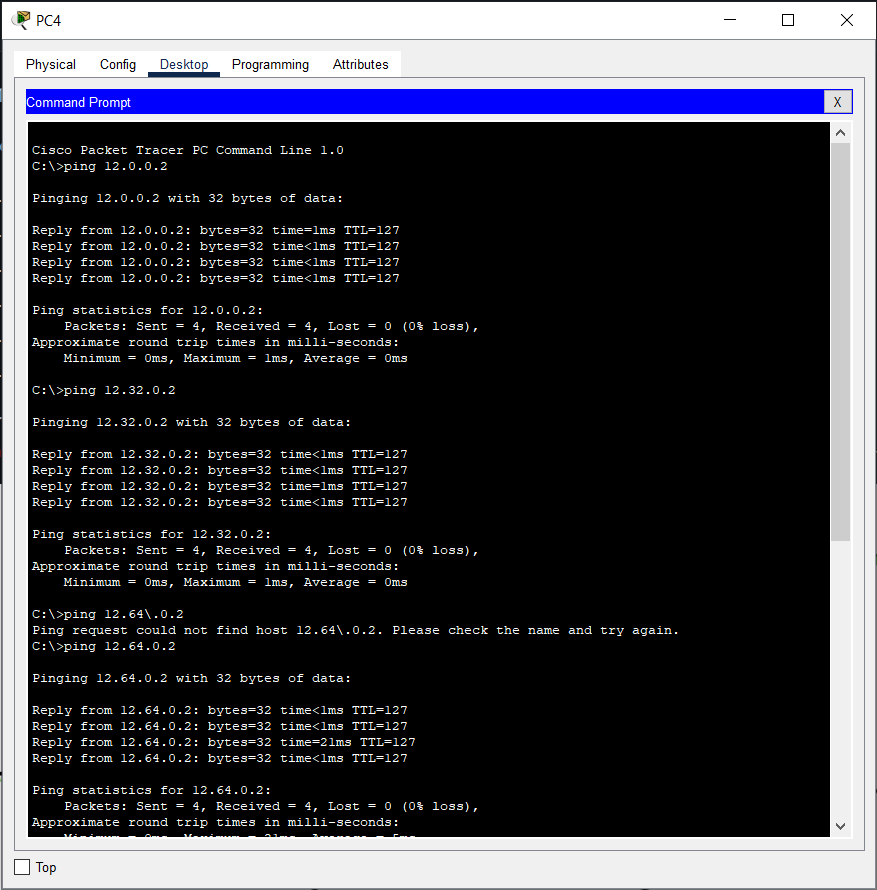 PC4
Physical Config Desktop Programming Attributes
Command Prompt X
Cisco Packet Tracer PC Command Line 1.0
C:\>ping 12.0.0.2
Pinging 12.0.0.2 with 32 bytes of data:
Reply from 12.0.0.2: bytes=32 time=1ms TTL=127
Reply from 12.0.0.2: bytes=32 time<1ms TTL=127
Reply from 12.0.0.2: bytes=32 time<1ms TTL=127
Reply from 12.0.0.2: bytes=32 time<1ms TTL=127
Ping statistics for 12.0.0.2:
Packets: Sent = 4, Received = 4, Lost = 0 (0% loss),
Approximate round trip times in milli-seconds:
Minimum = 0ms, Maximum = 1ms, Average = 0ms
C:\>ping 12.32.0.2
Pinging 12.32.0.2 with 32 bytes of data:
Reply from 12.32.0.2: bytes=32 time<1ms TTL=127
Reply from 12.32.0.2: bytes=32 time<1ms TTL=127
Reply from 12.32.0.2: bytes=32 time=1ms TTL=127
Reply from 12.32.0.2: bytes=32 time<1ms TTL=127
Ping statistics for 12.32.0.2:
Packets: Sent = 4, Received = 4, Lost = 0 (0% loss),
Approximate round trip times in milli-seconds:
Minimum = 0ms, Maximum = 1ms, Average = 0ms
C:\>ping 12.64\.0.2
Ping request could not find host 12.64\.0.2. Please check the name and try again.
C:\>ping 12.64.0.2
Pinging 12.64.0.2 with 32 bytes of data:
Reply from 12.64.0.2: bytes=32 time<1ms TTL=127
Reply from 12.64.0.2: bytes=32 time<1ms TTL=127
Reply from 12.64.0.2: bytes=32 time=21ms TTL=127
Reply from 12.64.0.2: bytes=32 time<1ms TTL=127
Ping statistics for 12.64.0.2:
Packets: Sent = 4, Received = 4, Lost = 0 (0% loss),
Approximate round trip times in milli-seconds:
Minimum = 0ms, Maximum = 21ms, Average = 5ms
Top